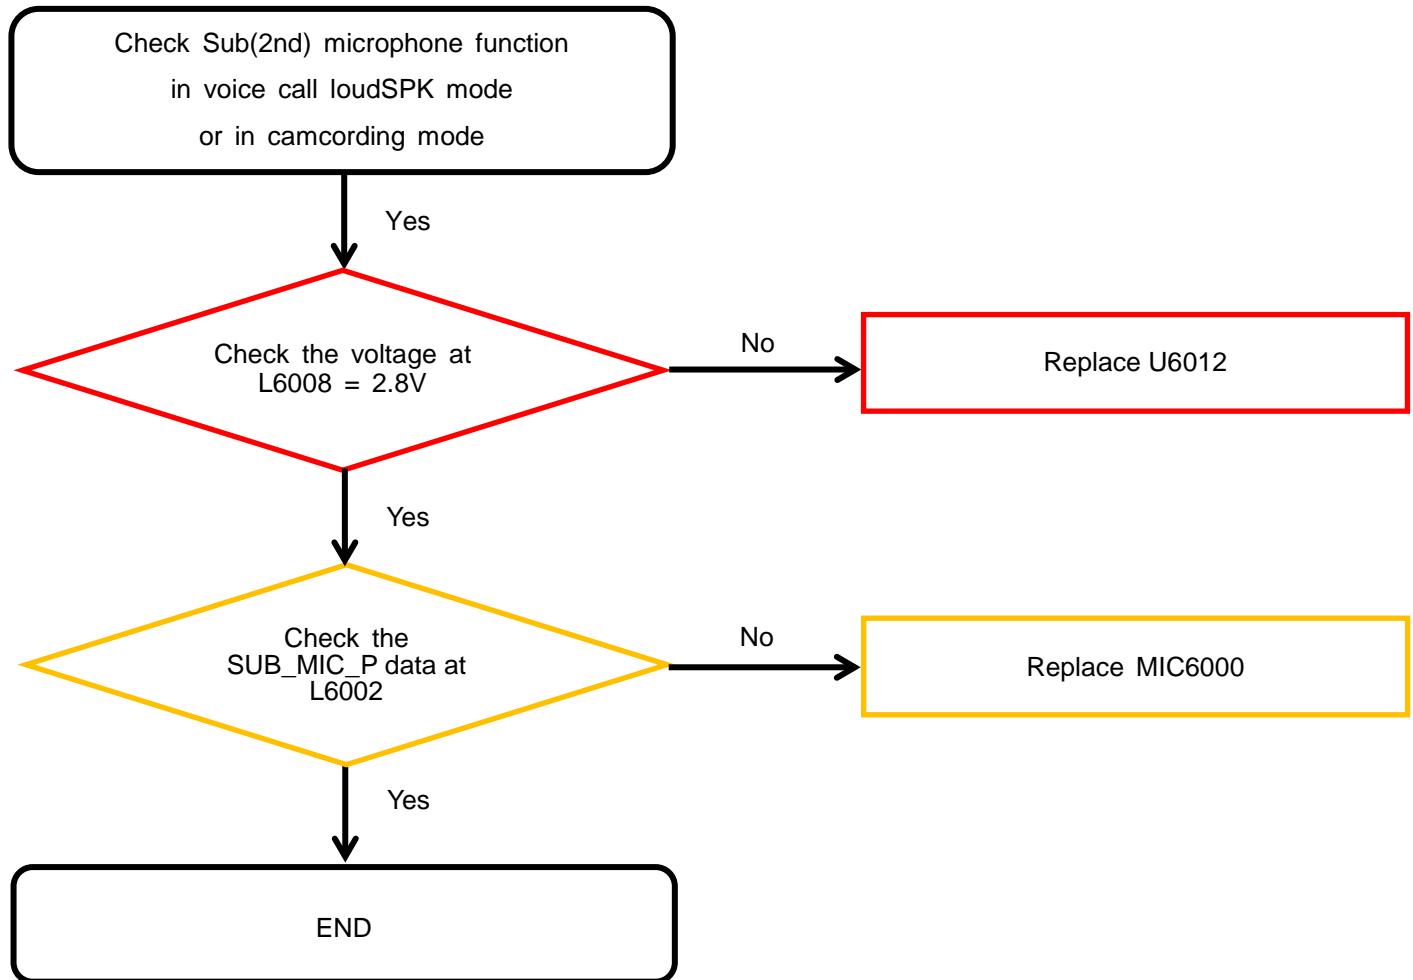 Check Sub(2nd) microphone function
in voice call loudSPK mode
or in camcording mode
Yes
Check the voltage at
L6008 = 2.8V
No
Replace U6012
Yes
Check the
SUB_MIC_P data at
L6002
No
Replace MIC6000
Yes
END